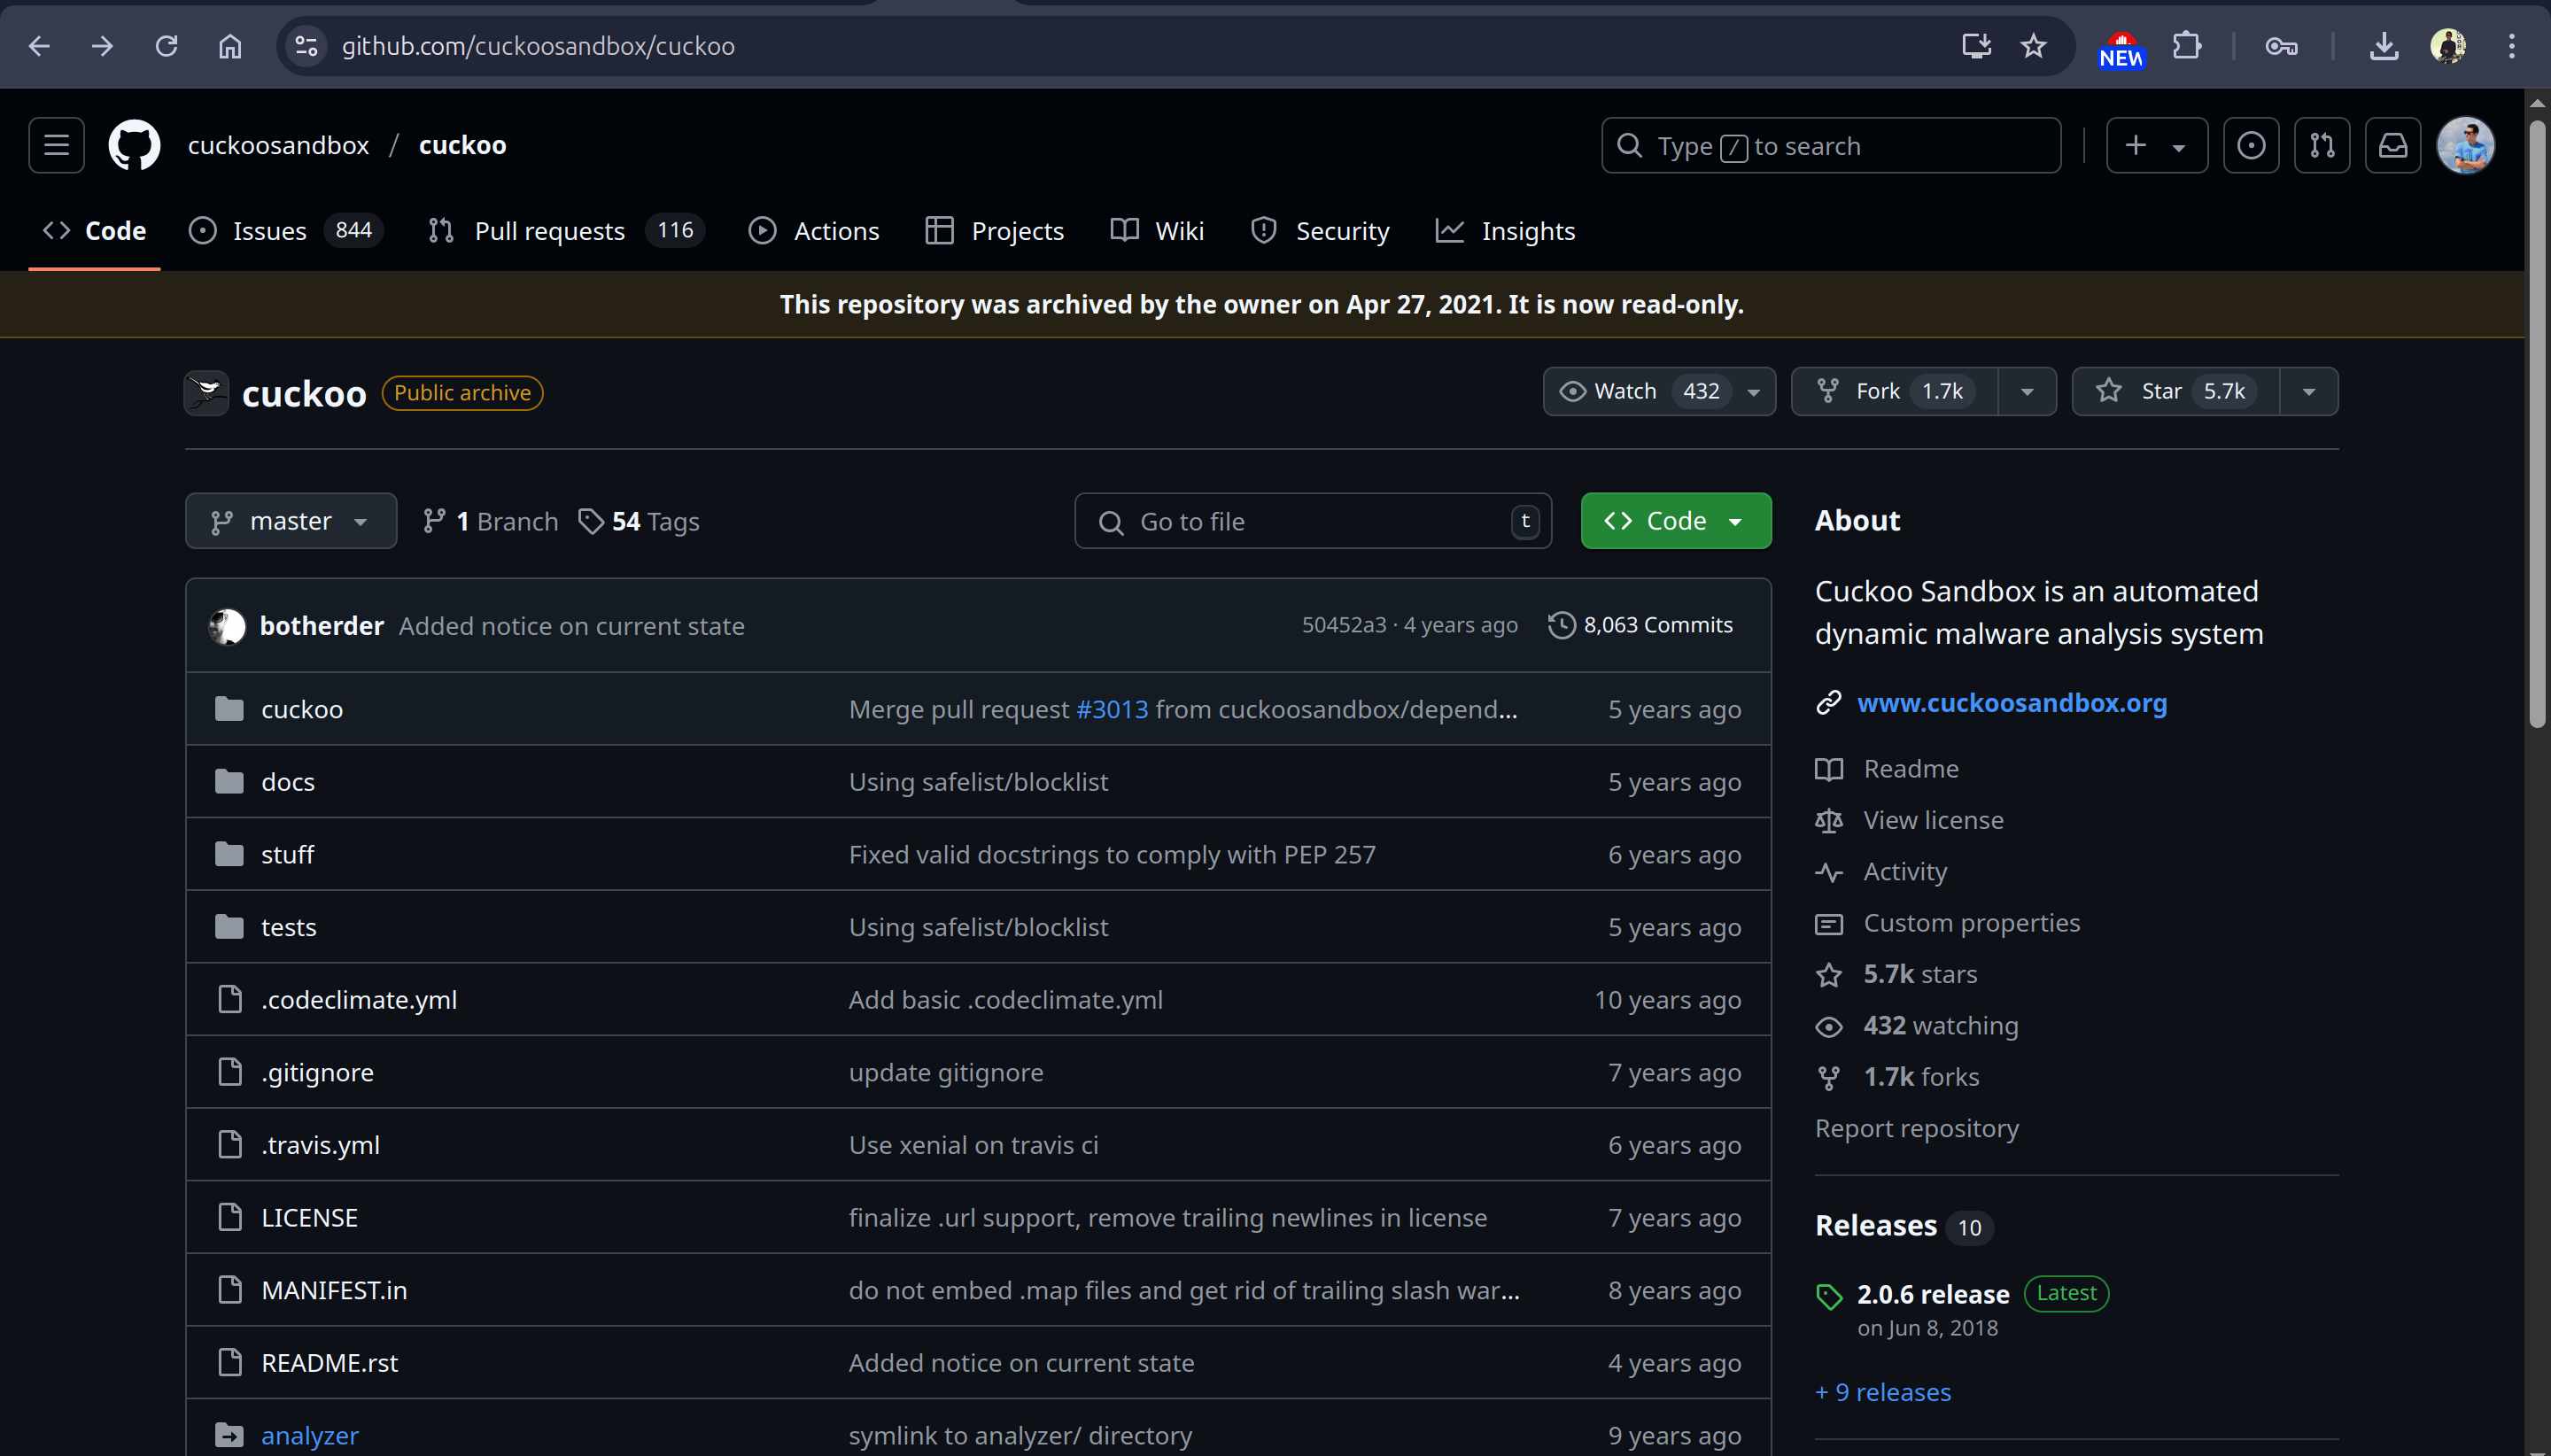 github.com/cuckoosandbox/cuckoo
NEW
cuckoosandbox / cuckoo
Type / to search
Code
Issues 844
Pull requests 116
Actions
Projects
Wiki
Security
Insights
This repository was archived by the owner on Apr 27, 2021. It is now read-only.
cuckoo Public archive
Watch 432
Fork 1.7k
Star 5.7k
master
1 Branch
54 Tags
Go to file t
Code
botherder Added notice on current state 50452a3 · 4 years ago 8,063 Commits
cuckoo Merge pull request #3013 from cuckoosandbox/depend... 5 years ago
docs Using safelist/blocklist 5 years ago
stuff Fixed valid docstrings to comply with PEP 257 6 years ago
tests Using safelist/blocklist 5 years ago
.codeclimate.yml Add basic .codeclimate.yml 10 years ago
.gitignore update gitignore 7 years ago
.travis.yml Use xenial on travis ci 6 years ago
LICENSE finalize .url support, remove trailing newlines in license 7 years ago
MANIFEST.in do not embed .map files and get rid of trailing slash war... 8 years ago
README.rst Added notice on current state 4 years ago
analyzer symlink to analyzer/ directory 9 years ago
About
Cuckoo Sandbox is an automated
dynamic malware analysis system
www.cuckoosandbox.org
Readme
View license
Activity
Custom properties
5.7k stars
432 watching
1.7k forks
Report repository
Releases 10
2.0.6 release Latest
on Jun 8, 2018
+ 9 releases